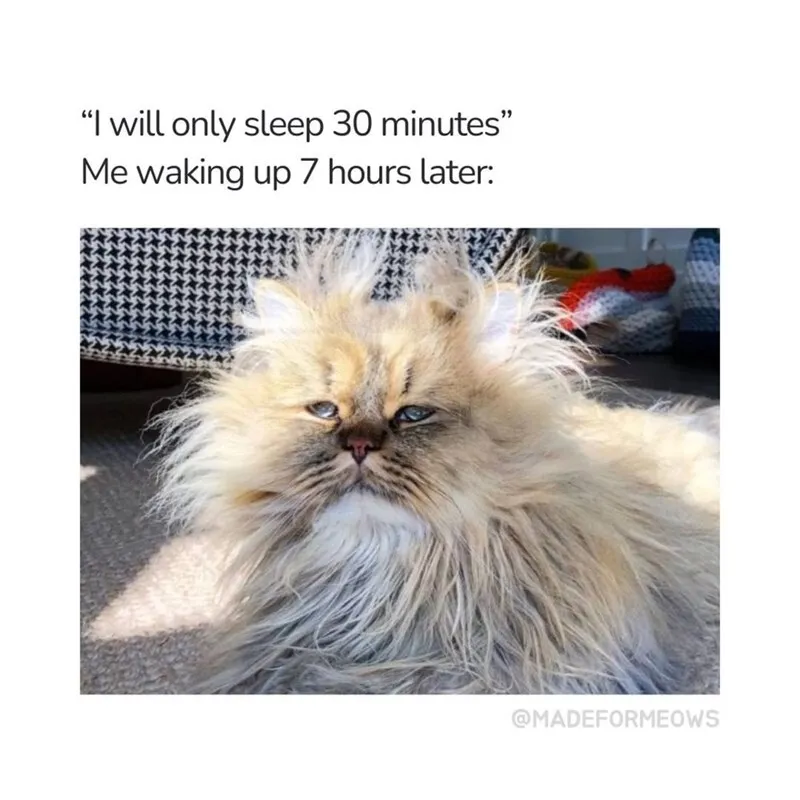 “I will only sleep 30 minutes”
Me waking up 7 hours later:
@MADEFORMEOWS